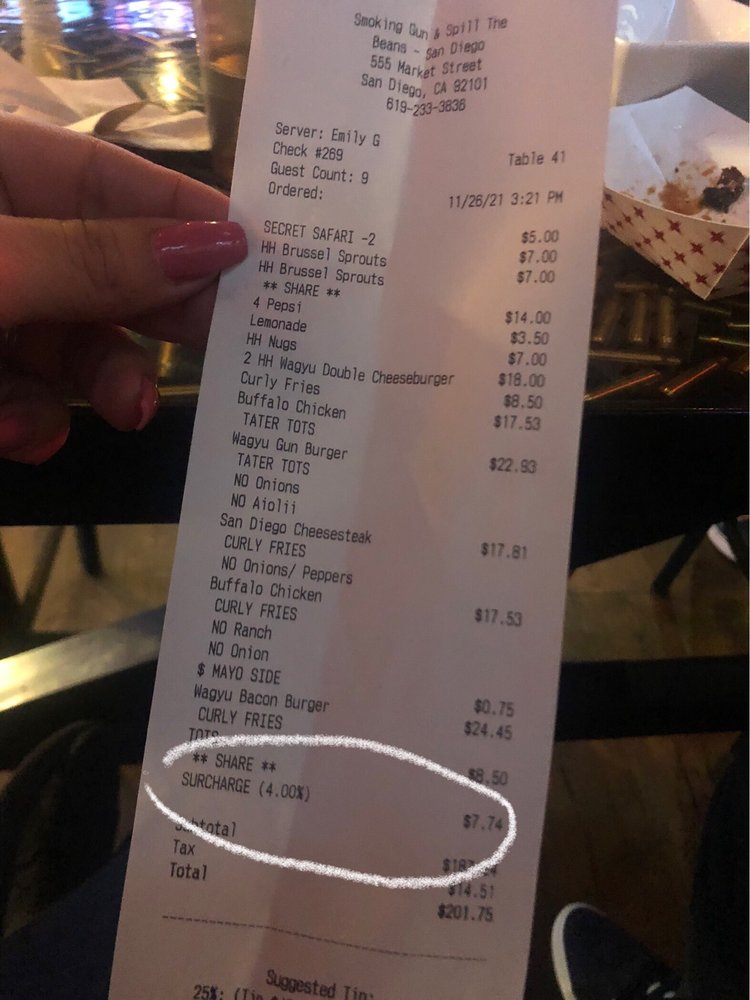 Smoking Gun & Spill The
Beans - San Diego
555 Market Street
San Diego, CA 92101
619-233-3836
Server: Emily G
Check #269 Table 41
Guest Count: 9
Ordered: 11/26/21 3:21 PM
SECRET SAFARI -2 $5.00
HH Brussel Sprouts $7.00
HH Brussel Sprouts $7.00
** SHARE **
4 Pepsi $14.00
Lemonade $3.50
HH Nugs $7.00
2 HH Wagyu Double Cheeseburger $18.00
Curly Fries $8.50
Buffalo Chicken $17.53
TATER TOTS
Wagyu Gun Burger $22.93
TATER TOTS
NO Onions
NO Aiolii
San Diego Cheesesteak $17.81
CURLY FRIES
NO Onions/ Peppers
Buffalo Chicken $17.53
CURLY FRIES
NO Ranch
NO Onion
$ MAYO SIDE $0.75
Wagyu Bacon Burger $24.45
CURLY FRIES
TOTS $8.50
** SHARE **
SURCHARGE (4.00%) $7.74
Subtotal
Tax $14.51
Total $201.75
Suggested Tip:
25%: (Tip